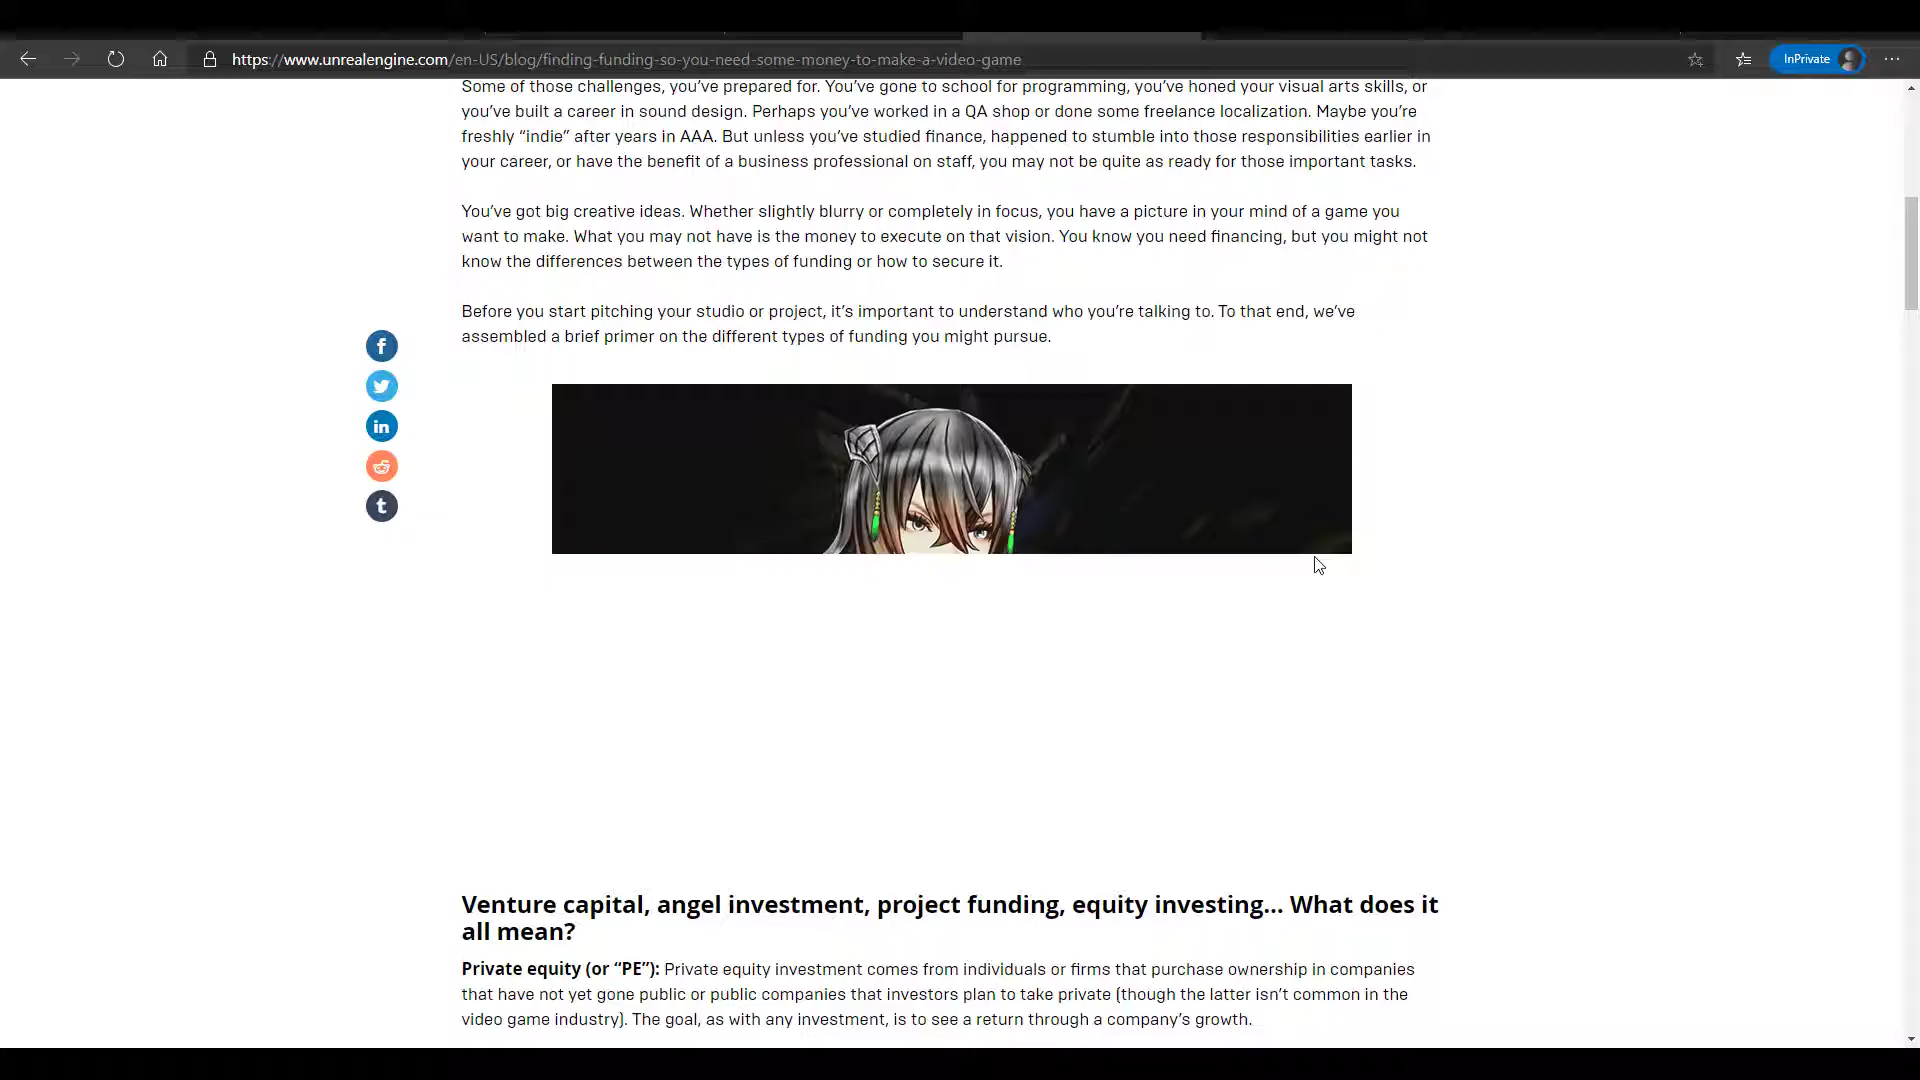 https://www.unrealengine.com/en-US/blog/finding-funding-so-you-need-some-money-to-make-a-video-game
InPrivate
Some of those challenges, you’ve prepared for. You’ve gone to school for programming, you’ve honed your visual arts skills, or
you’ve built a career in sound design. Perhaps you’ve worked in a QA shop or done some freelance localization. Maybe you’re
freshly “indie” after years in AAA. But unless you’ve studied finance, happened to stumble into those responsibilities earlier in
your career, or have the benefit of a business professional on staff, you may not be quite as ready for those important tasks.
You’ve got big creative ideas. Whether slightly blurry or completely in focus, you have a picture in your mind of a game you
want to make. What you may not have is the money to execute on that vision. You know you need financing, but you might not
know the differences between the types of funding or how to secure it.
Before you start pitching your studio or project, it’s important to understand who you’re talking to. To that end, we’ve
assembled a brief primer on the different types of funding you might pursue.
Venture capital, angel investment, project funding, equity investing... What does it
all mean?
Private equity (or “PE”): Private equity investment comes from individuals or firms that purchase ownership in companies
that have not yet gone public or public companies that investors plan to take private (though the latter isn’t common in the
video game industry). The goal, as with any investment, is to see a return through a company’s growth.